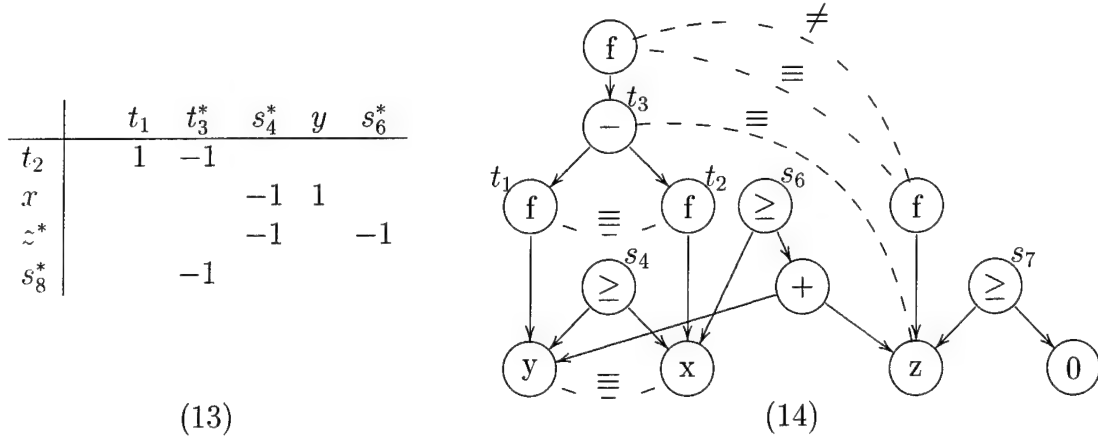 t₁ t₃* s₄* y s₆*
t₂ 1 −1
x −1 1
z* −1 −1
s₈* −1
(13)
≠
f
≡
t₃
≡
−
t₁ t₂ s₆
f ≡ f ≥ f
s₄ s₇
≥ + ≥
y ≡ x z 0
(14)